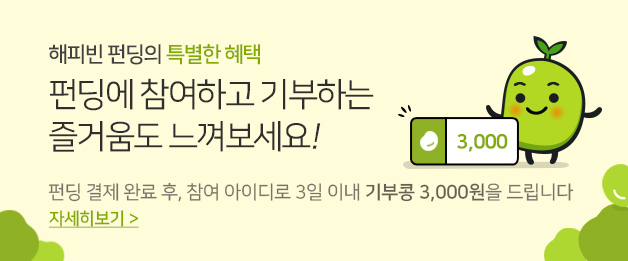 해피빈 펀딩의 특별한 혜택
펀딩에 참여하고 기부하는
즐거움도 느껴보세요!
3,000
펀딩 결제 완료 후, 참여 아이디로 3일 이내 기부콩 3,000원을 드립니다
자세히보기 >